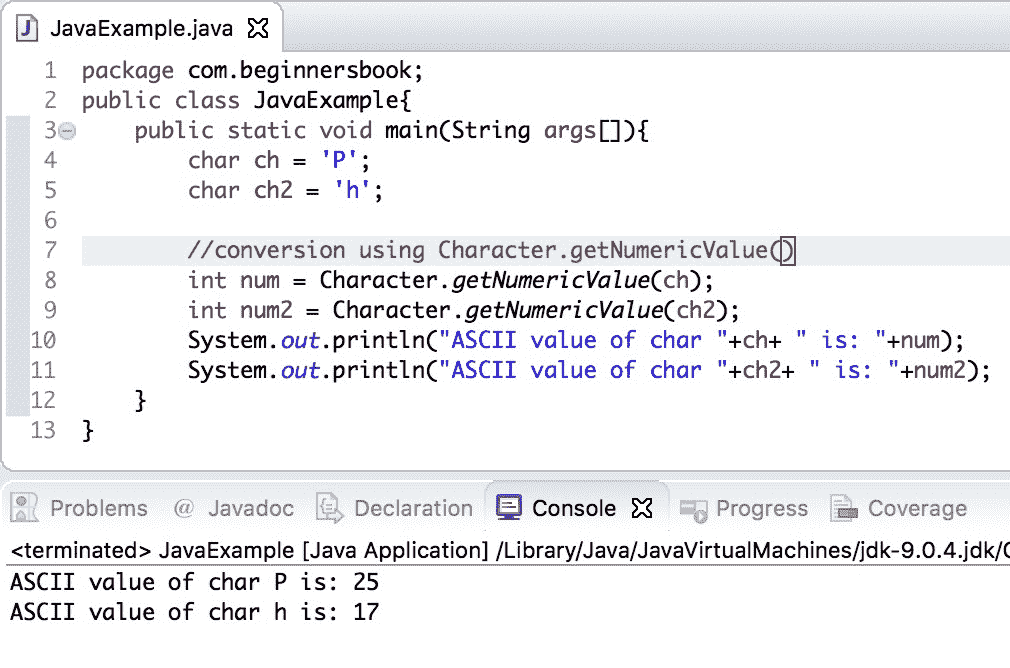 JavaExample.java
1 package com.beginnersbook;
2 public class JavaExample{
3 public static void main(String args[]){
4 char ch = 'P';
5 char ch2 = 'h';
6
7 //conversion using Character.getNumericValue()
8 int num = Character.getNumericValue(ch);
9 int num2 = Character.getNumericValue(ch2);
10 System.out.println("ASCII value of char "+ch+ " is: "+num);
11 System.out.println("ASCII value of char "+ch2+ " is: "+num2);
12 }
13 }
Problems @ Javadoc Declaration Console Progress Coverage
<terminated> JavaExample [Java Application] /Library/Java/JavaVirtualMachines/jdk-9.0.4.jdk/
ASCII value of char P is: 25
ASCII value of char h is: 17